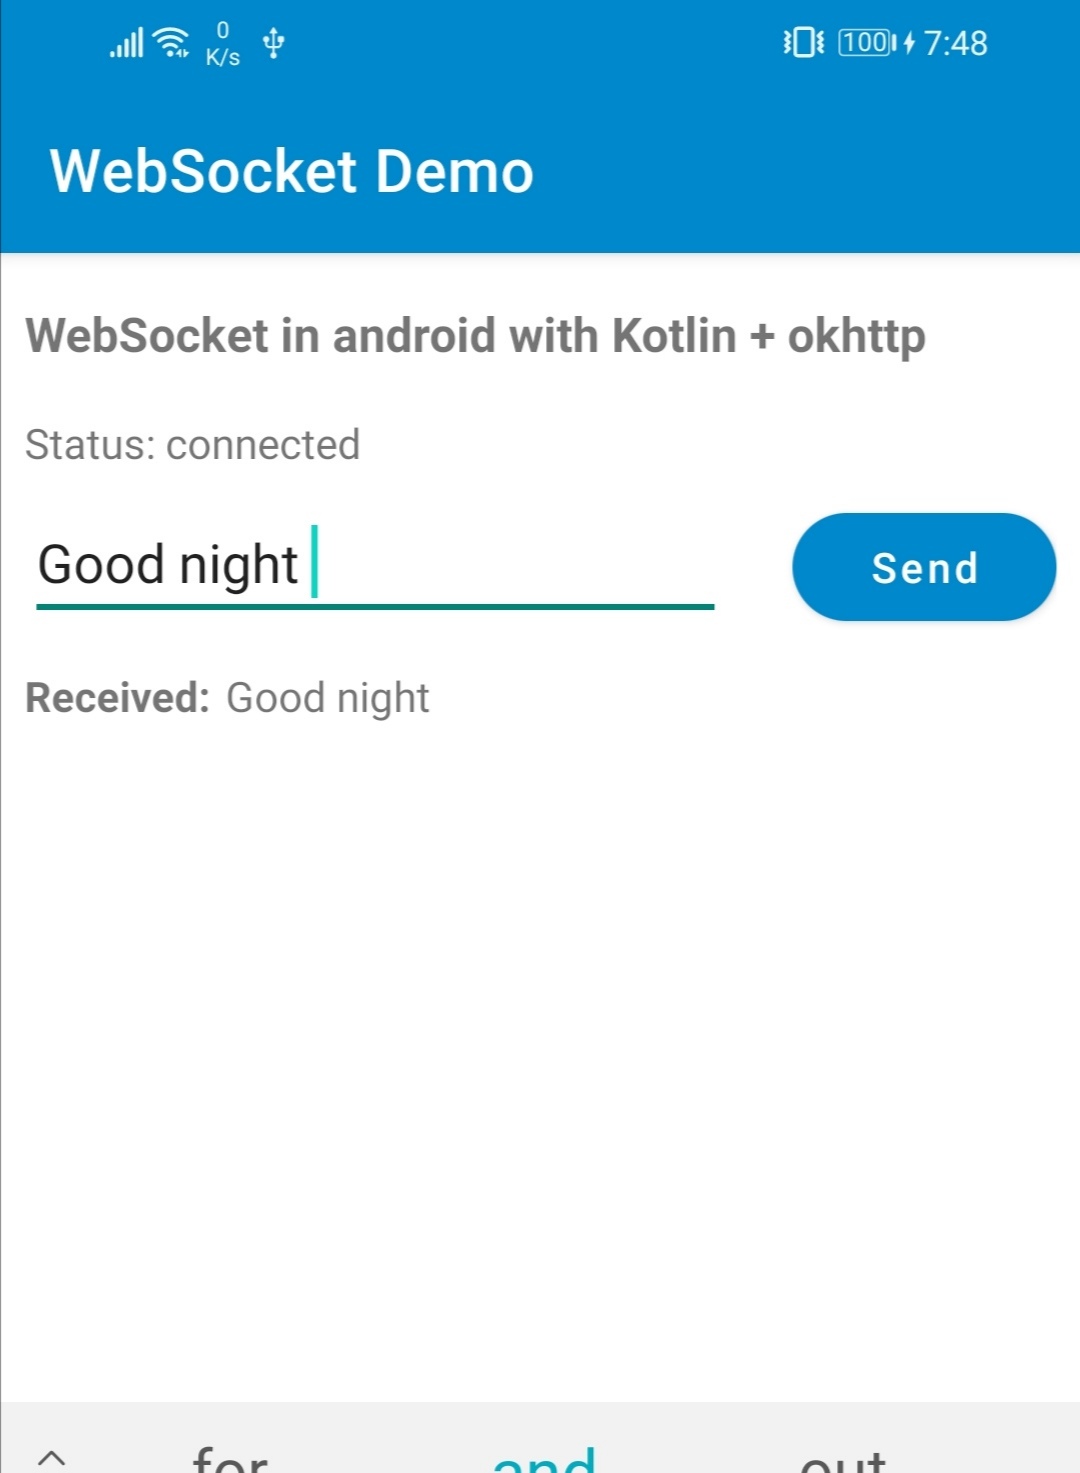 0
K/s
100 7:48
WebSocket Demo
WebSocket in android with Kotlin + okhttp
Status: connected
Good night
Send
Received: Good night
for and out